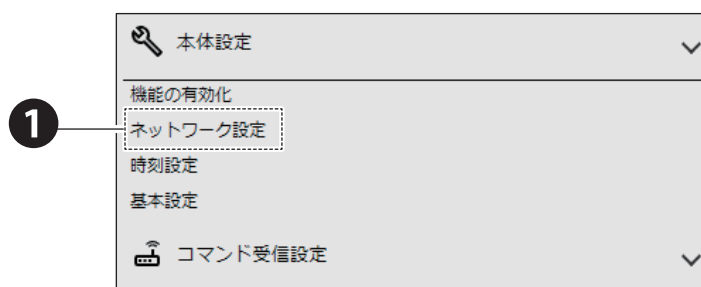 本体設定
機能の有効化
1
ネットワーク設定
時刻設定
基本設定
コマンド受信設定